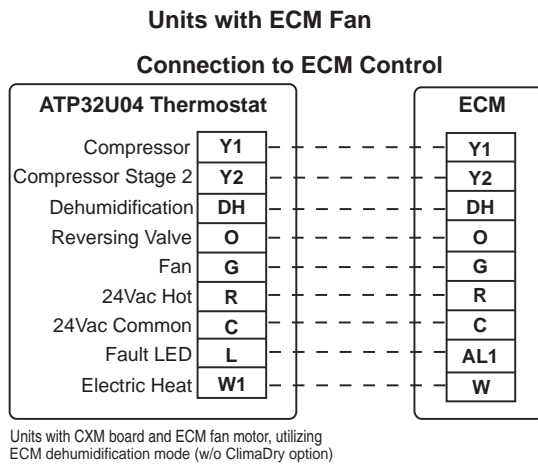 Units with ECM Fan
Connection to ECM Control
ATP32U04 Thermostat ECM
Compressor Y1 Y1
Compressor Stage 2 Y2 Y2
Dehumidification DH DH
Reversing Valve O O
Fan G G
24Vac Hot R R
24Vac Common C C
Fault LED L AL1
Electric Heat W1 W
Units with CXM board and ECM fan motor, utilizing
ECM dehumidification mode (w/o ClimaDry option)